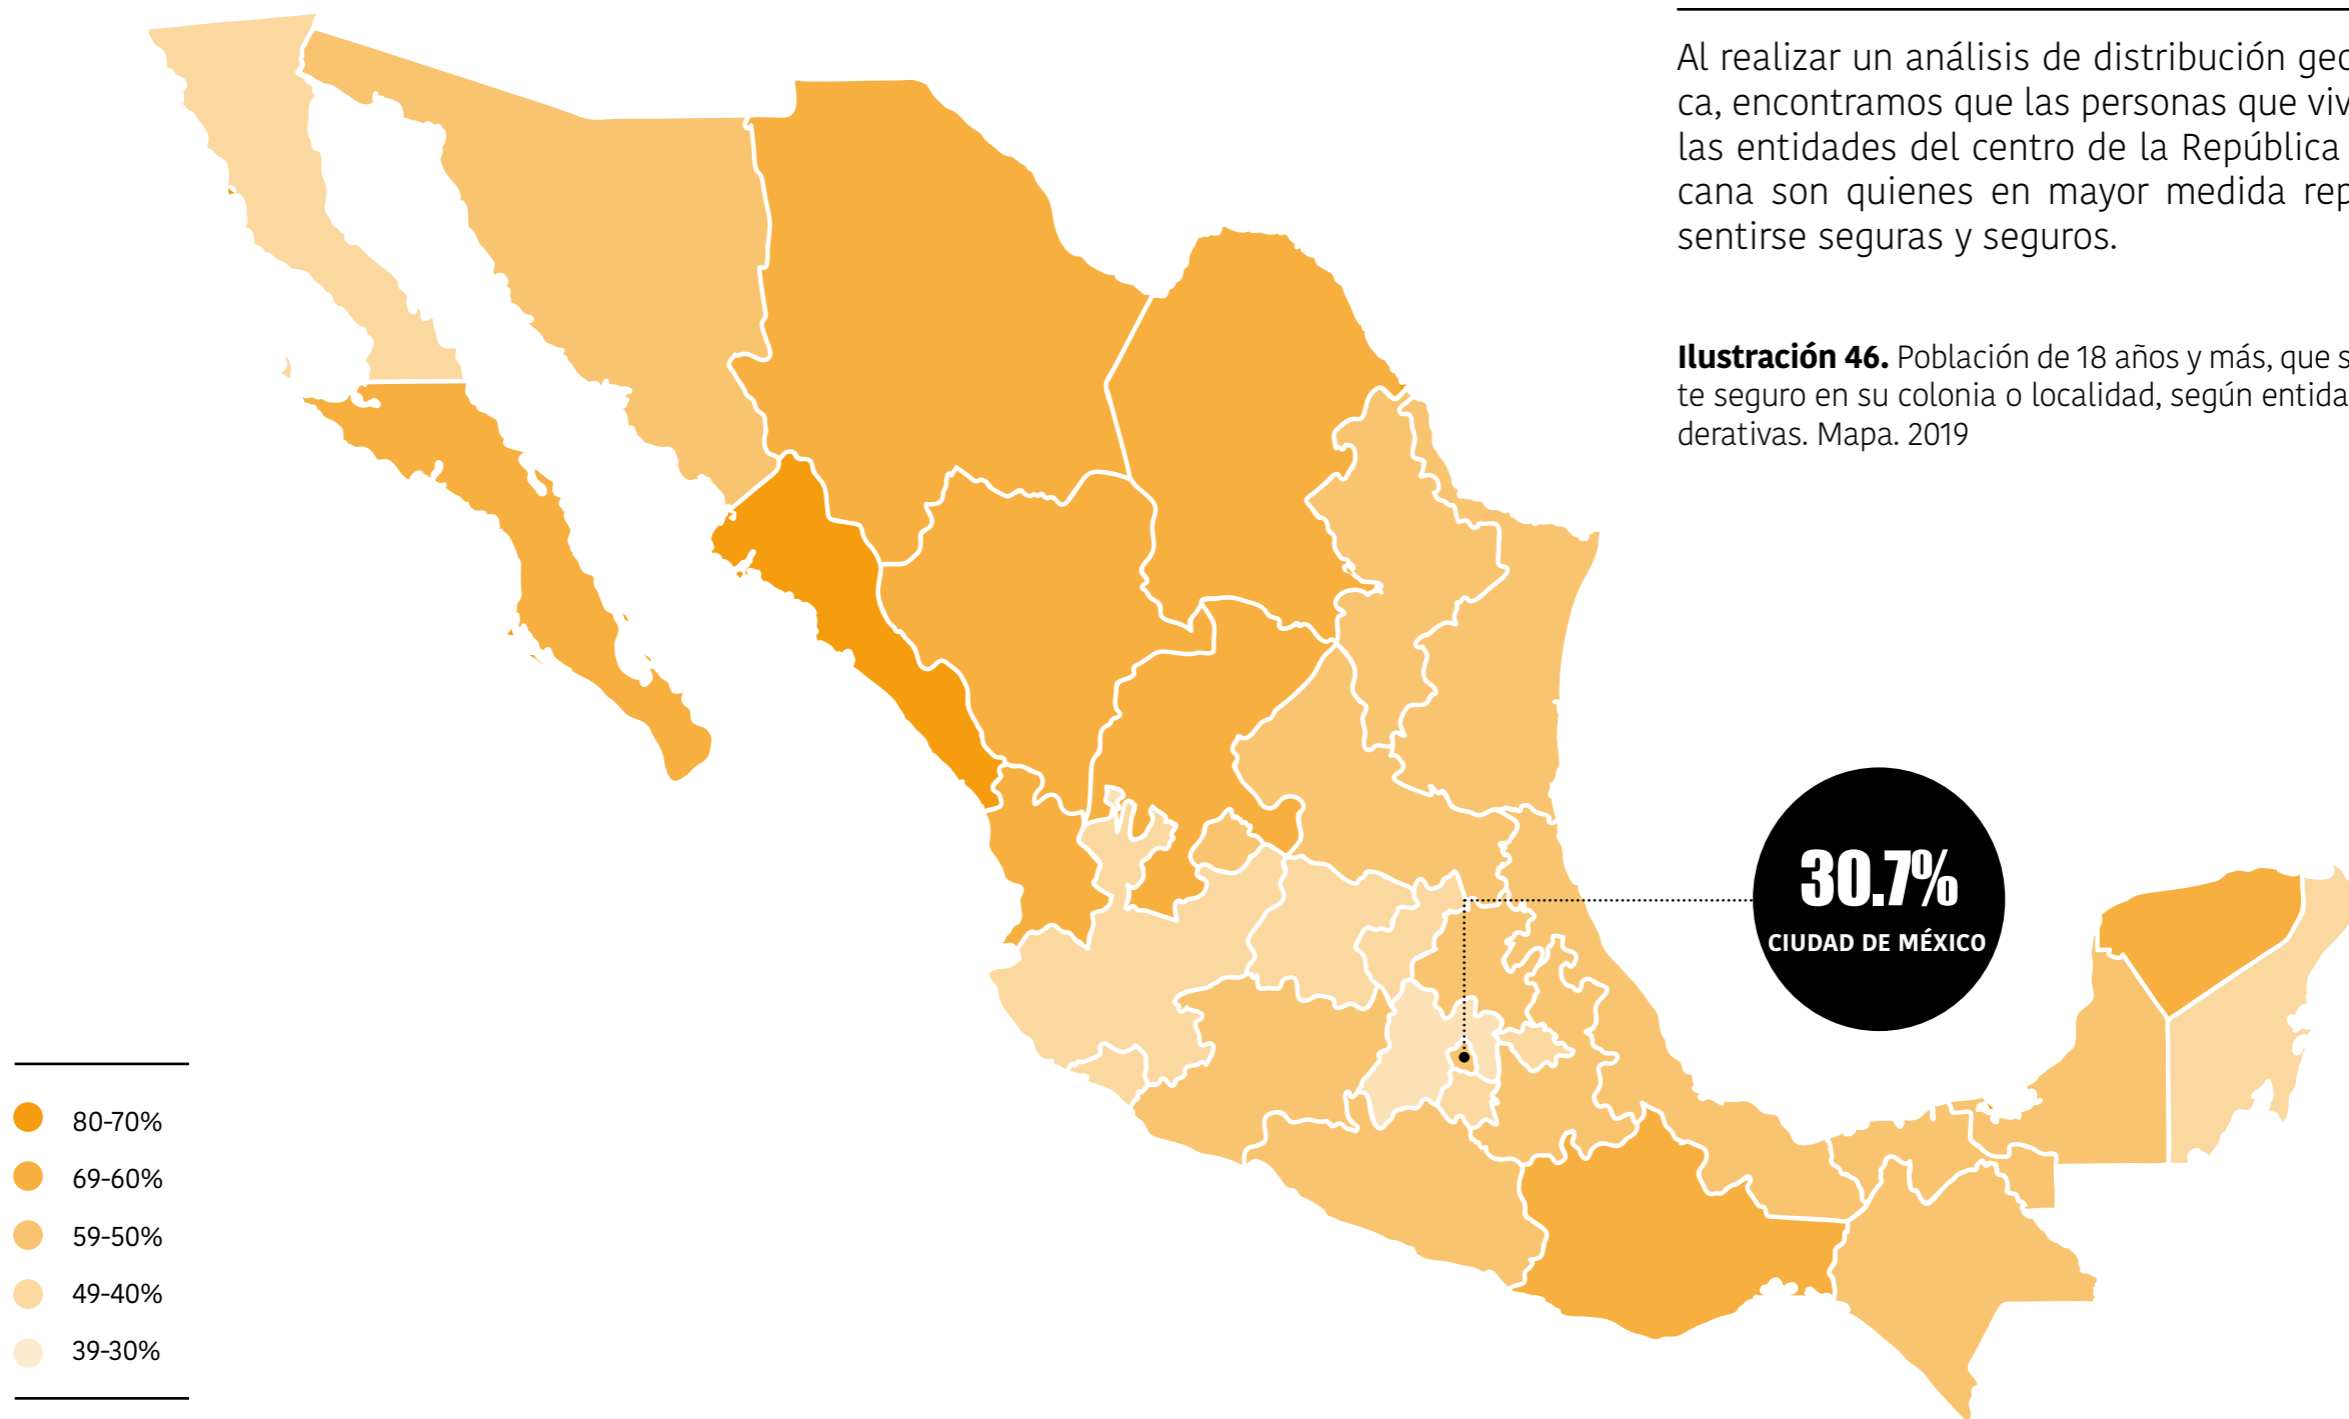 Al realizar un análisis de distribución geo
ca, encontramos que las personas que viv
las entidades del centro de la República
cana son quienes en mayor medida rep
sentirse seguras y seguros.
Ilustración 46. Población de 18 años y más, que s
te seguro en su colonia o localidad, según entida
derativas. Mapa. 2019
30.7%
CIUDAD DE MÉXICO
80-70%
69-60%
59-50%
49-40%
39-30%